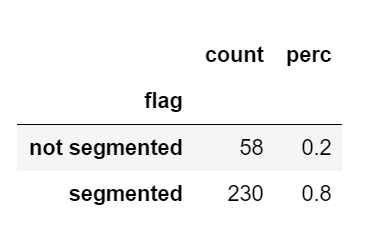 count perc
flag
not segmented 58 0.2
segmented 230 0.8